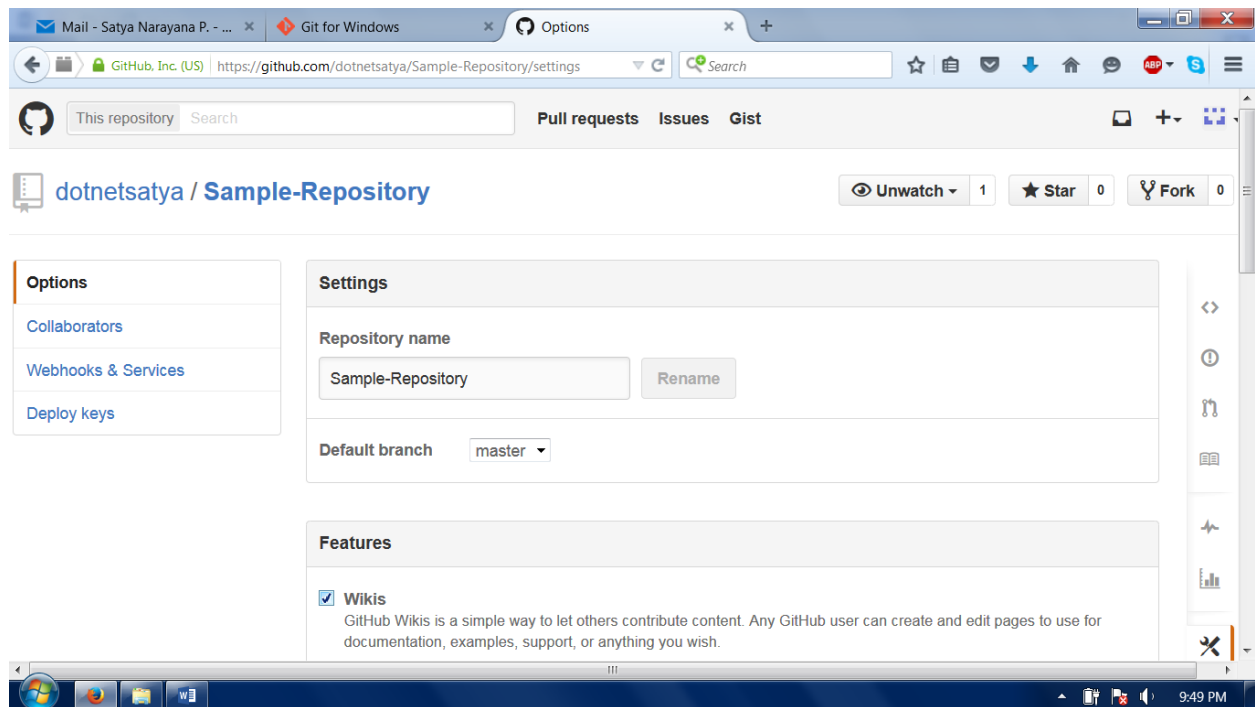 Mail - Satya Narayana P. - ... × Git for Windows × Options × +
GitHub, Inc. (US) https://github.com/dotnetsatya/Sample-Repository/settings Search ABP
This repository Search Pull requests Issues Gist
dotnetsatya / Sample-Repository Unwatch 1 Star 0 Fork 0
Options
Collaborators
Webhooks & Services
Deploy keys
Settings
Repository name
Sample-Repository Rename
Default branch master
Features
Wikis
GitHub Wikis is a simple way to let others contribute content. Any GitHub user can create and edit pages to use for
documentation, examples, support, or anything you wish.
9:49 PM